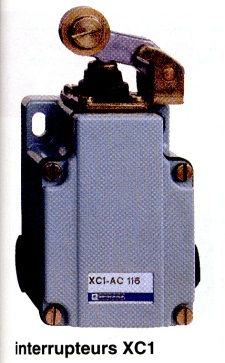 XC1-AC 116
interrupteurs XC1